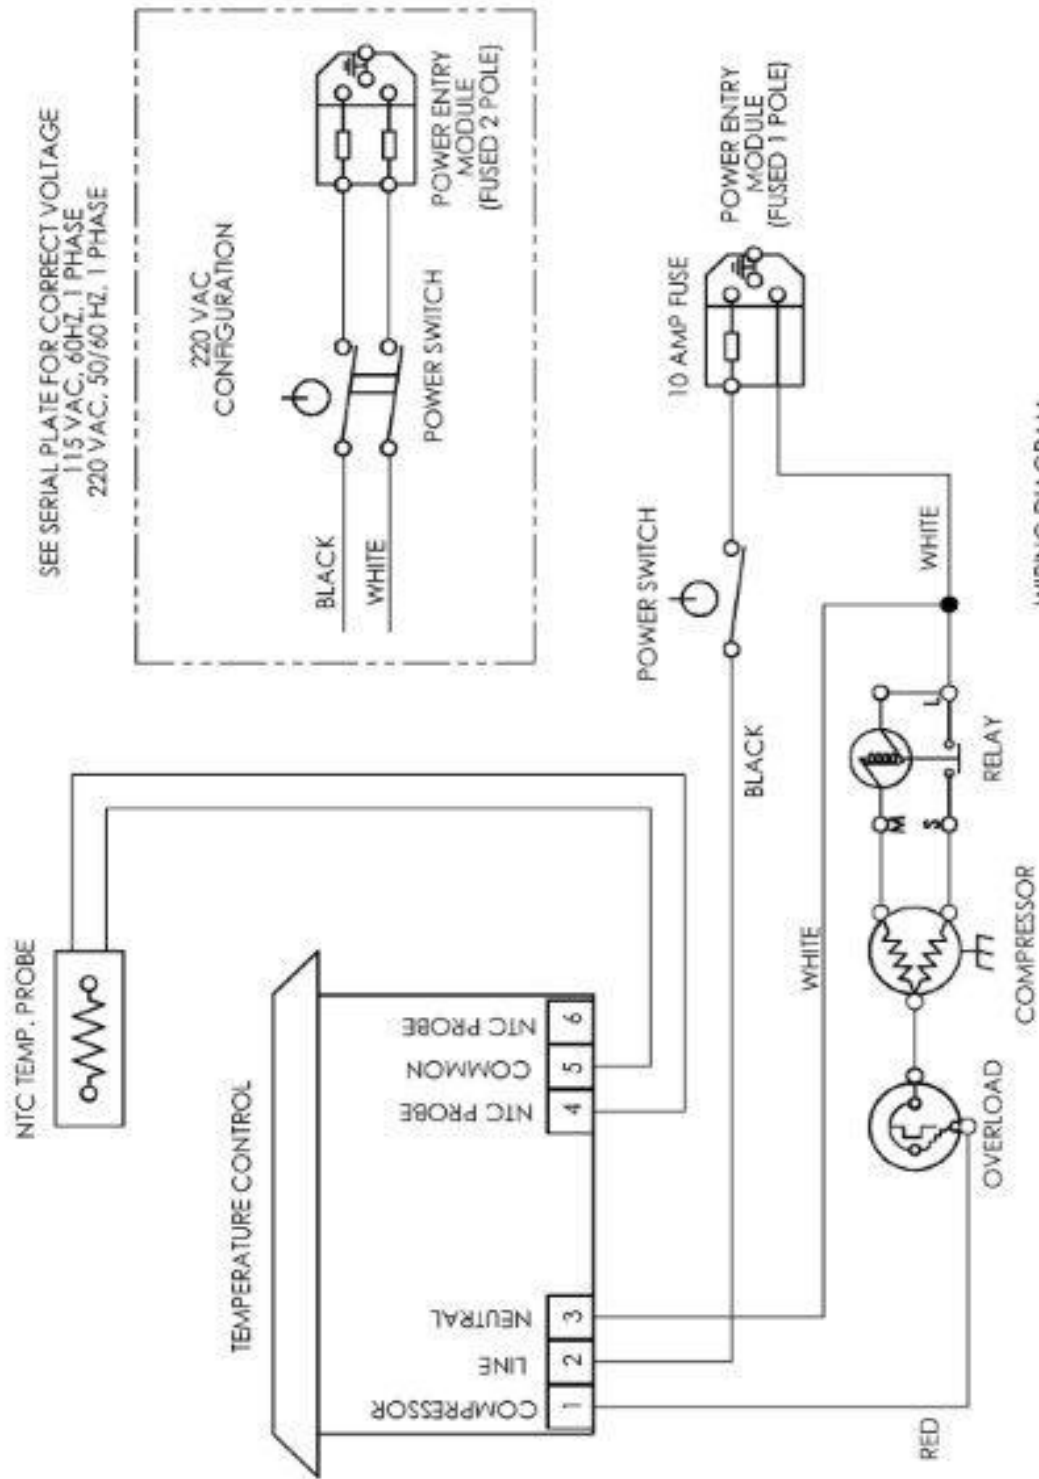 SEE SERIAL PLATE FOR CORRECT VOLTAGE
115 VAC, 60HZ, 1 PHASE
220 VAC, 50/60 HZ, 1 PHASE
220 VAC
CONFIGURATION
BLACK
WHITE
POWER SWITCH
POWER ENTRY
MODULE
(FUSED 2 POLE)
NTC TEMP. PROBE
TEMPERATURE CONTROL
COMPRESSOR
LINE
NEUTRAL
NTC PROBE
COMMON
NTC PROBE
1
2
3
4
5
6
POWER SWITCH
10 AMP FUSE
POWER ENTRY
MODULE
(FUSED 1 POLE)
BLACK
WHITE
WHITE
RED
OVERLOAD
COMPRESSOR
M
S
L
RELAY
WIRING DIAGRAM